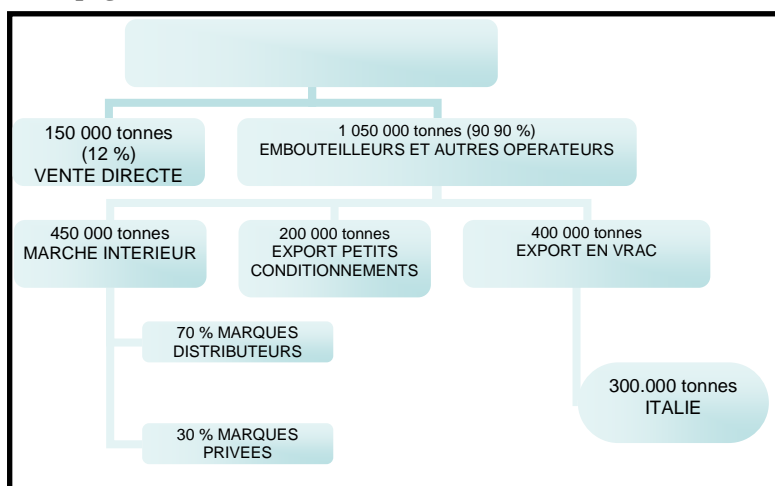 150 000 tonnes
(12 %)
VENTE DIRECTE
1 050 000 tonnes (90 90 %)
EMBOUTEILLEURS ET AUTRES OPERATEURS
450 000 tonnes
MARCHE INTERIEUR
200 000 tonnes
EXPORT PETITS
CONDITIONNEMENTS
400 000 tonnes
EXPORT EN VRAC
70 % MARQUES
DISTRIBUTEURS
300.000 tonnes
ITALIE
30 % MARQUES
PRIVEES